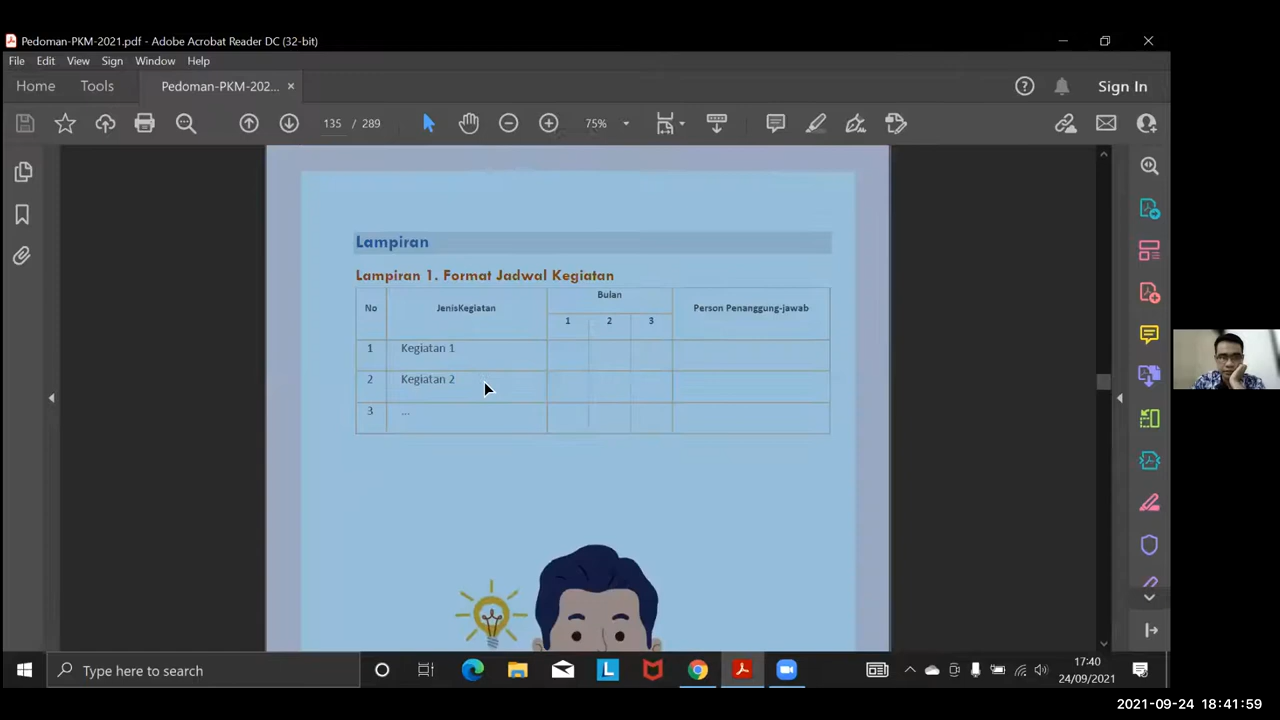 Pedoman-PKM-2021.pdf - Adobe Acrobat Reader DC (32-bit)
File Edit View Sign Window Help
Home Tools Pedoman-PKM-202... × Sign In
135 / 289 75%
Lampiran
Lampiran 1. Format Jadwal Kegiatan
No JenisKegiatan Bulan Person Penanggung-jawab
1 2 3
1 Kegiatan 1
2 Kegiatan 2
3 ...
Type here to search
17:40
24/09/2021
2021-09-24 18:41:59